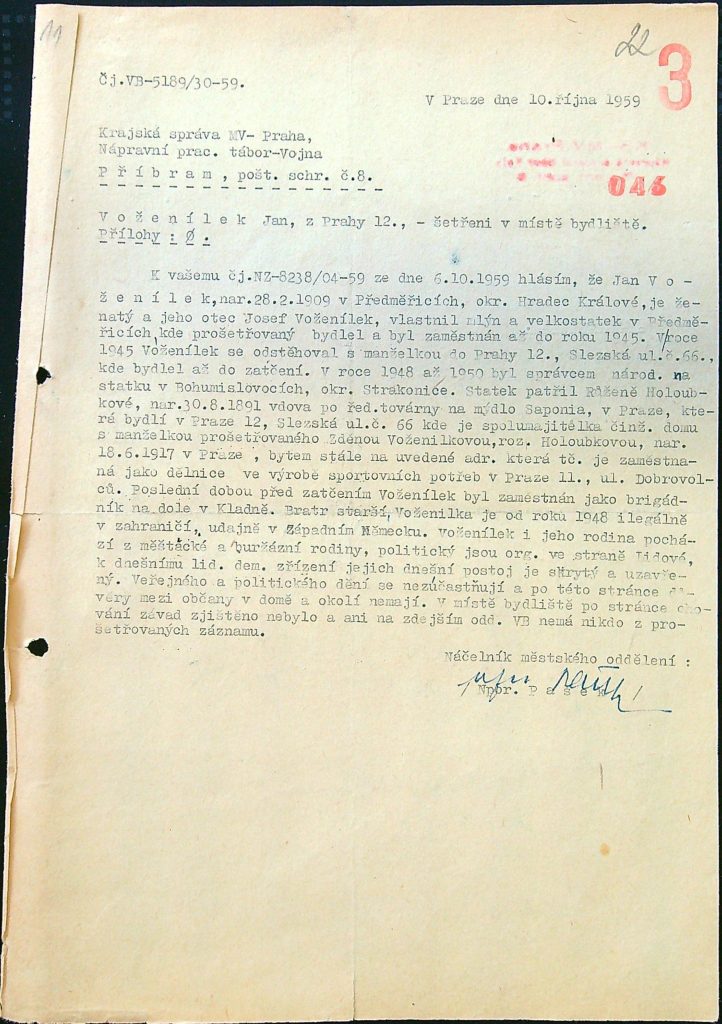 11
22
3
Čj.VB-5189/30-59.
V Praze dne 10.října 1959
Krajská správa MV- Praha,
Nápravní prac. tábor-Vojna
P ř í b r a m , pošt. schr. č.8.
046
V o ž e n í l e k  Jan, z Prahy 12., - šetřeni v místě bydliště.
Přílohy : Ø .
K vašemu čj.NZ-8238/04-59 ze dne 6.10.1959 hlásím, že Jan V o -
ž e n í l e k,nar.28.2.1909 v Předměřicích, okr. Hradec Králové,je že-
natý a jeho otec Josef Voženílek, vlastnil mlýn a velkostatek v Předmě-
řicích,kde prošetřovaný bydlel a byl zaměstnán až do roku 1945. V roce
1945 Voženílek se odstěhoval s manželkou do Prahy 12., Slezská ul.č.66.,
kde bydlel až do zatčení. V roce 1948 až 1950 byl správcem národ. na
statku v Bohumislovocích, okr. Strakonice. Statek patřil Růženě Holoub-
kové, nar.30.8.1891 vdova po řed.továrny na mýdlo Saponia, v Praze, kte-
rá bydlí v Praze 12, Slezská ul.č. 66 kde je spolumajitelka činž. domu
s manželkou prošetřovaného Zdenou Voženilkovou,roz. Holoubkovou, nar.
18.6.1917 v Praze , bytem stále na uvedené adr. která tč. je zaměstna-
ná jako dělnice ve výrobě sportovních potřeb v Praze 11., ul. Dobrovol-
ců. Poslední dobou před zatčením Voženílek byl zaměstnán jako brigád-
ník na dole v Kladně. Bratr starší,Voženilka je od roku 1948 ilegálně
v zahraničí, udajně v Západním Německu. Voženílek i jeho rodina pochá-
zí z měštácké a buržázní rodiny, politický jsou org. ve straně lidové,
k dnešnímu lid. dem. zřízení jejich dnešní postoj je skrytý a uzavře-
ný. Veřejného a politického dění se nezúčastňují a po této stránce dů-
věry mezi občany v domě a okolí nemají. V místě bydliště po stránce cho-
vání závad zjištěno nebylo a ani na zdejším odd. VB nemá nikdo z pro-
šetřovaných záznamu.
Náčelník městského oddělení :
Npor. P a š e k